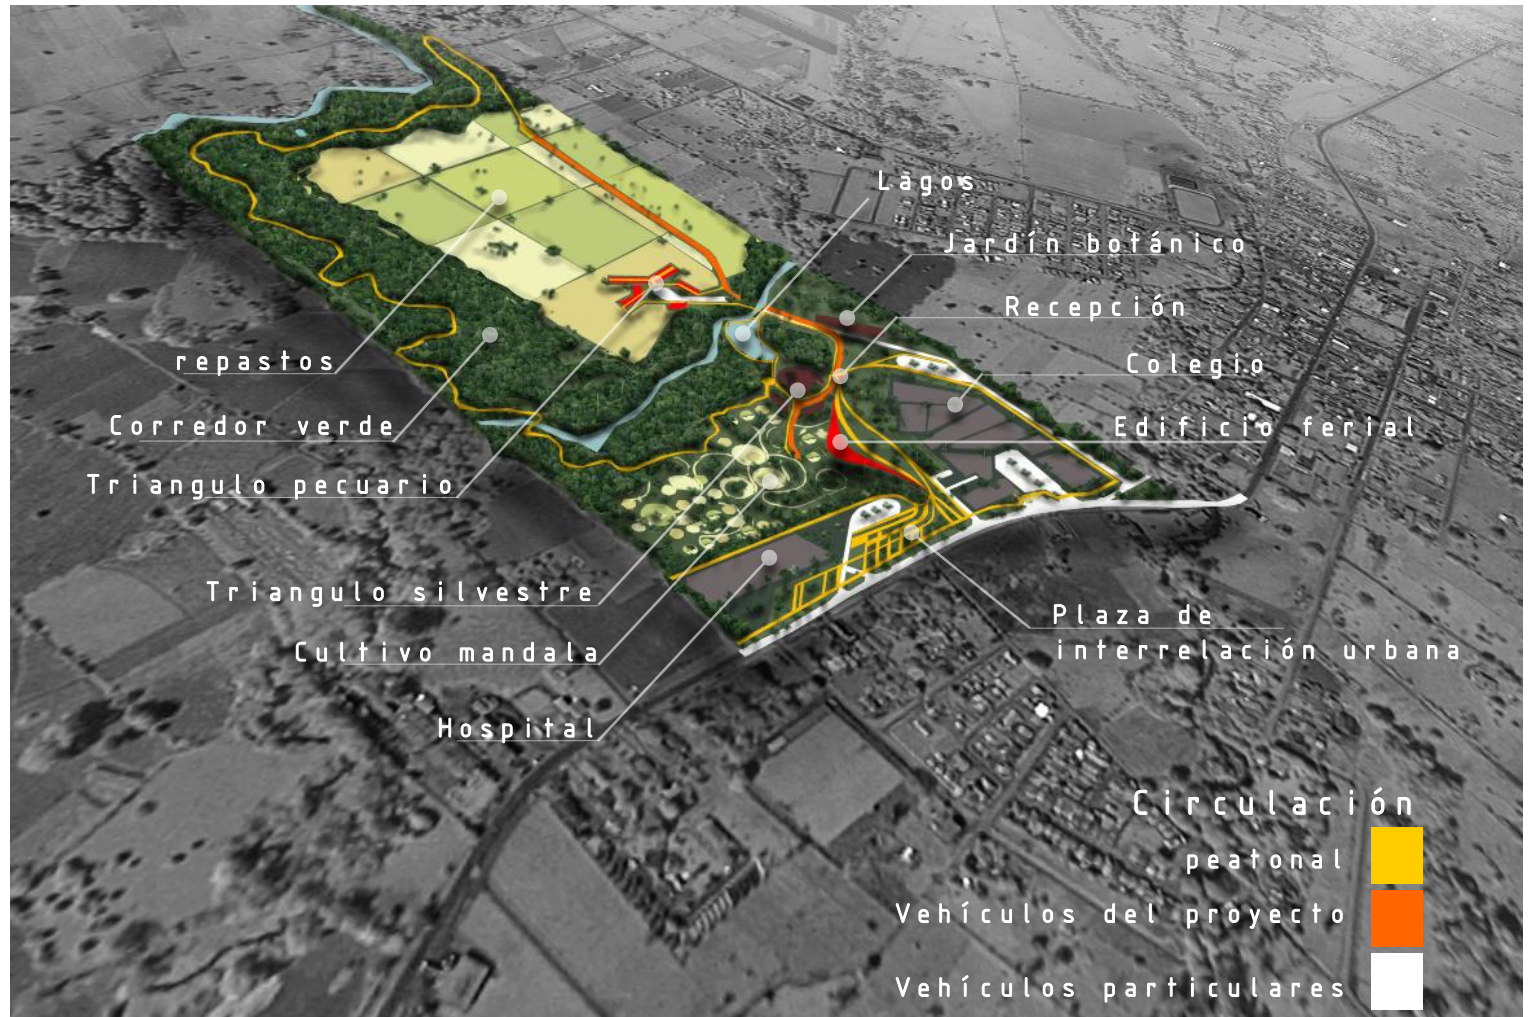 Làgos
Jardín botánico
Recepción
repastos
Colegio
Corredor verde
Edificio ferial
Triangulo pecuario
Triangulo silvestre
Plaza de
interrelación urbana
Cultivo mandala
Hospital
Circulación
peatonal
Vehículos del proyecto
Vehículos particulares